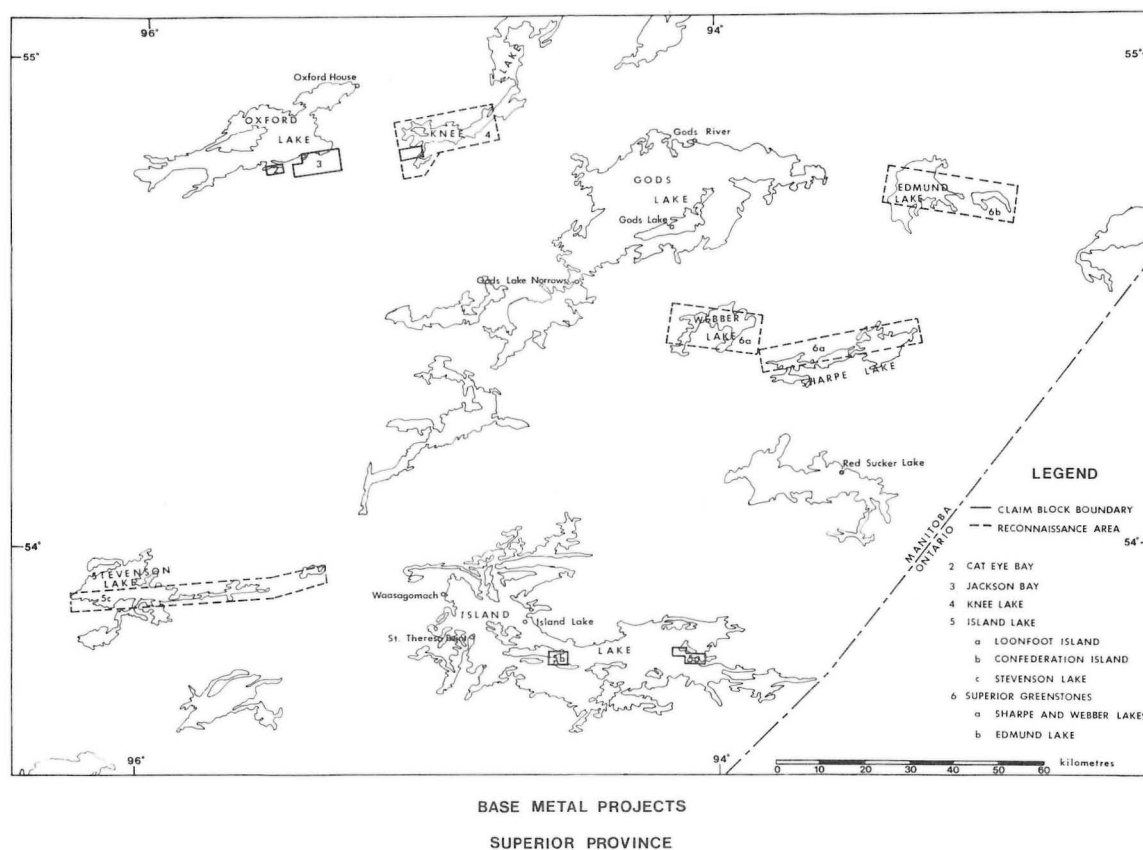 96°
94°
55°
55°
Oxford House
OXFORD
LAKE
3
2
LAKE
KNEE 4
Gods River
GODS
LAKE
Gods Lake
EDMUND
LAKE
6b
Gods Lake Narrows
WEBBER
LAKE
6a
6a
SHARPE LAKE
Red Sucker Lake
MANITOBA
ONTARIO
54°
54°
STEVENSON
LAKE
5c
Waasagomach
ISLAND
Island Lake
St. Theresa Point
LAKE
5b
5a
LEGEND
CLAIM BLOCK BOUNDARY
RECONNAISSANCE AREA
2 CAT EYE BAY
3 JACKSON BAY
4 KNEE LAKE
5 ISLAND LAKE
a LOONFOOT ISLAND
b CONFEDERATION ISLAND
c STEVENSON LAKE
6 SUPERIOR GREENSTONES
a SHARPE AND WEBBER LAKES
b EDMUND LAKE
kilometres
0 10 20 30 40 50 60
96°
94°
BASE METAL PROJECTS
SUPERIOR PROVINCE